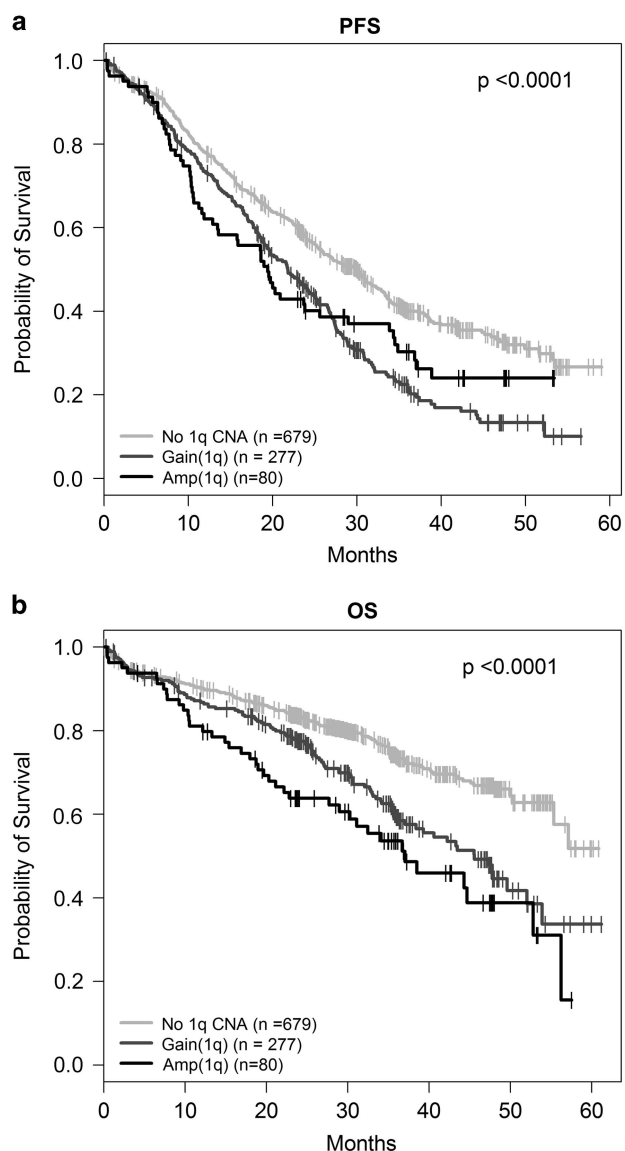 a
PFS
p <0.0001
Probability of Survival
1.0
0.8
0.6
0.4
0.2
0.0
No 1q CNA (n =679)
Gain(1q) (n = 277)
Amp(1q) (n=80)
0 10 20 30 40 50 60
Months
b
OS
p <0.0001
Probability of Survival
1.0
0.8
0.6
0.4
0.2
0.0
No 1q CNA (n =679)
Gain(1q) (n = 277)
Amp(1q) (n=80)
0 10 20 30 40 50 60
Months